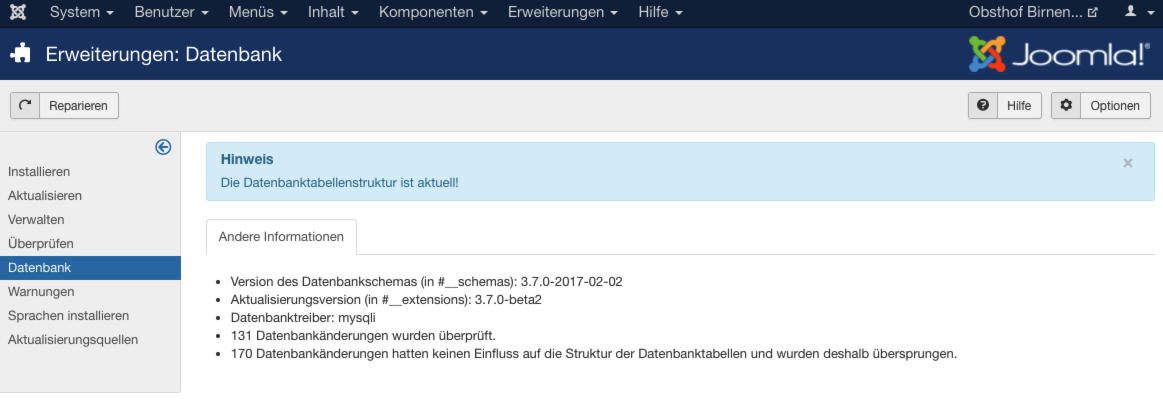 System Benutzer Menüs Inhalt Komponenten Erweiterungen Hilfe Obsthof Birnen...
Erweiterungen: Datenbank Joomla!®
Reparieren Hilfe Optionen
Installieren
Aktualisieren
Verwalten
Überprüfen
Datenbank
Warnungen
Sprachen installieren
Aktualisierungsquellen
Hinweis ×
Die Datenbanktabellenstruktur ist aktuell!
Andere Informationen
• Version des Datenbankschemas (in #__schemas): 3.7.0-2017-02-02
• Aktualisierungsversion (in #__extensions): 3.7.0-beta2
• Datenbanktreiber: mysqli
• 131 Datenbankänderungen wurden überprüft.
• 170 Datenbankänderungen hatten keinen Einfluss auf die Struktur der Datenbanktabellen und wurden deshalb übersprungen.